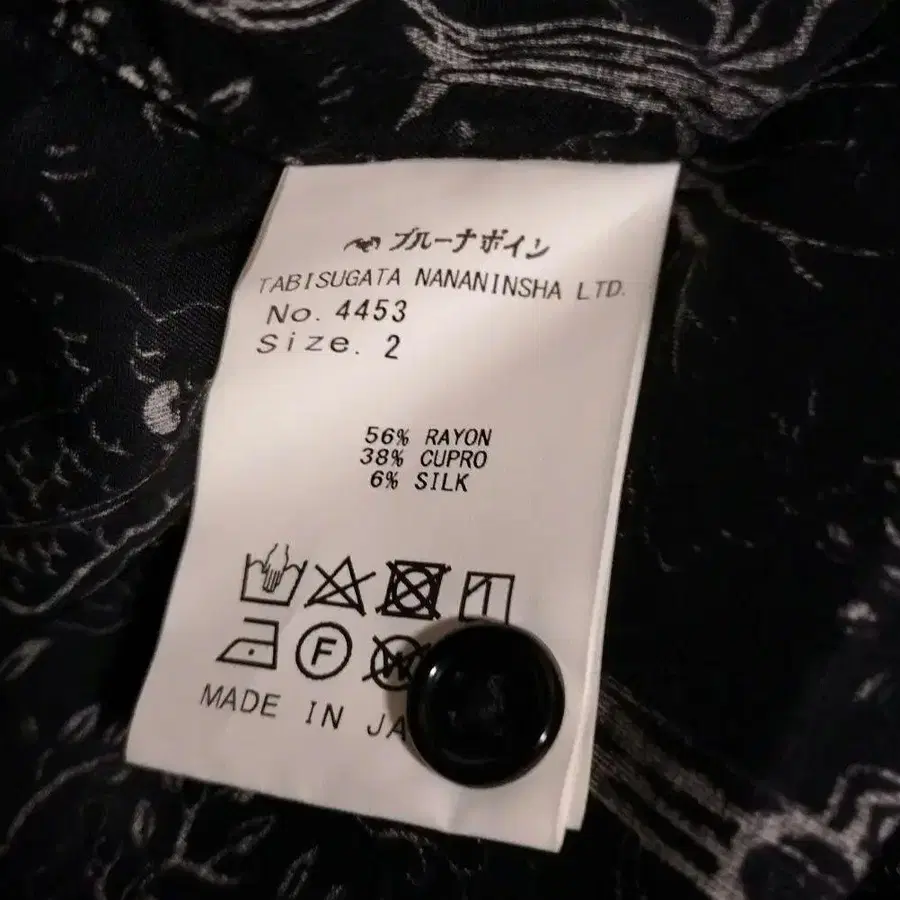 ブルーナボイン
TABISUGATA NANANINSHA LTD.
No. 4453
Size. 2
56% RAYON
38% CUPRO
6% SILK
F
W
MADE IN JA